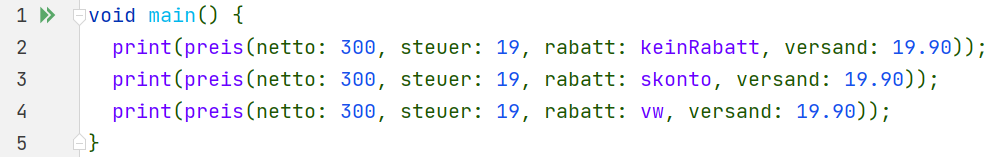 1 void main() {
2 print(preis(netto: 300, steuer: 19, rabatt: keinRabatt, versand: 19.90));
3 print(preis(netto: 300, steuer: 19, rabatt: skonto, versand: 19.90));
4 print(preis(netto: 300, steuer: 19, rabatt: vw, versand: 19.90));
5 }